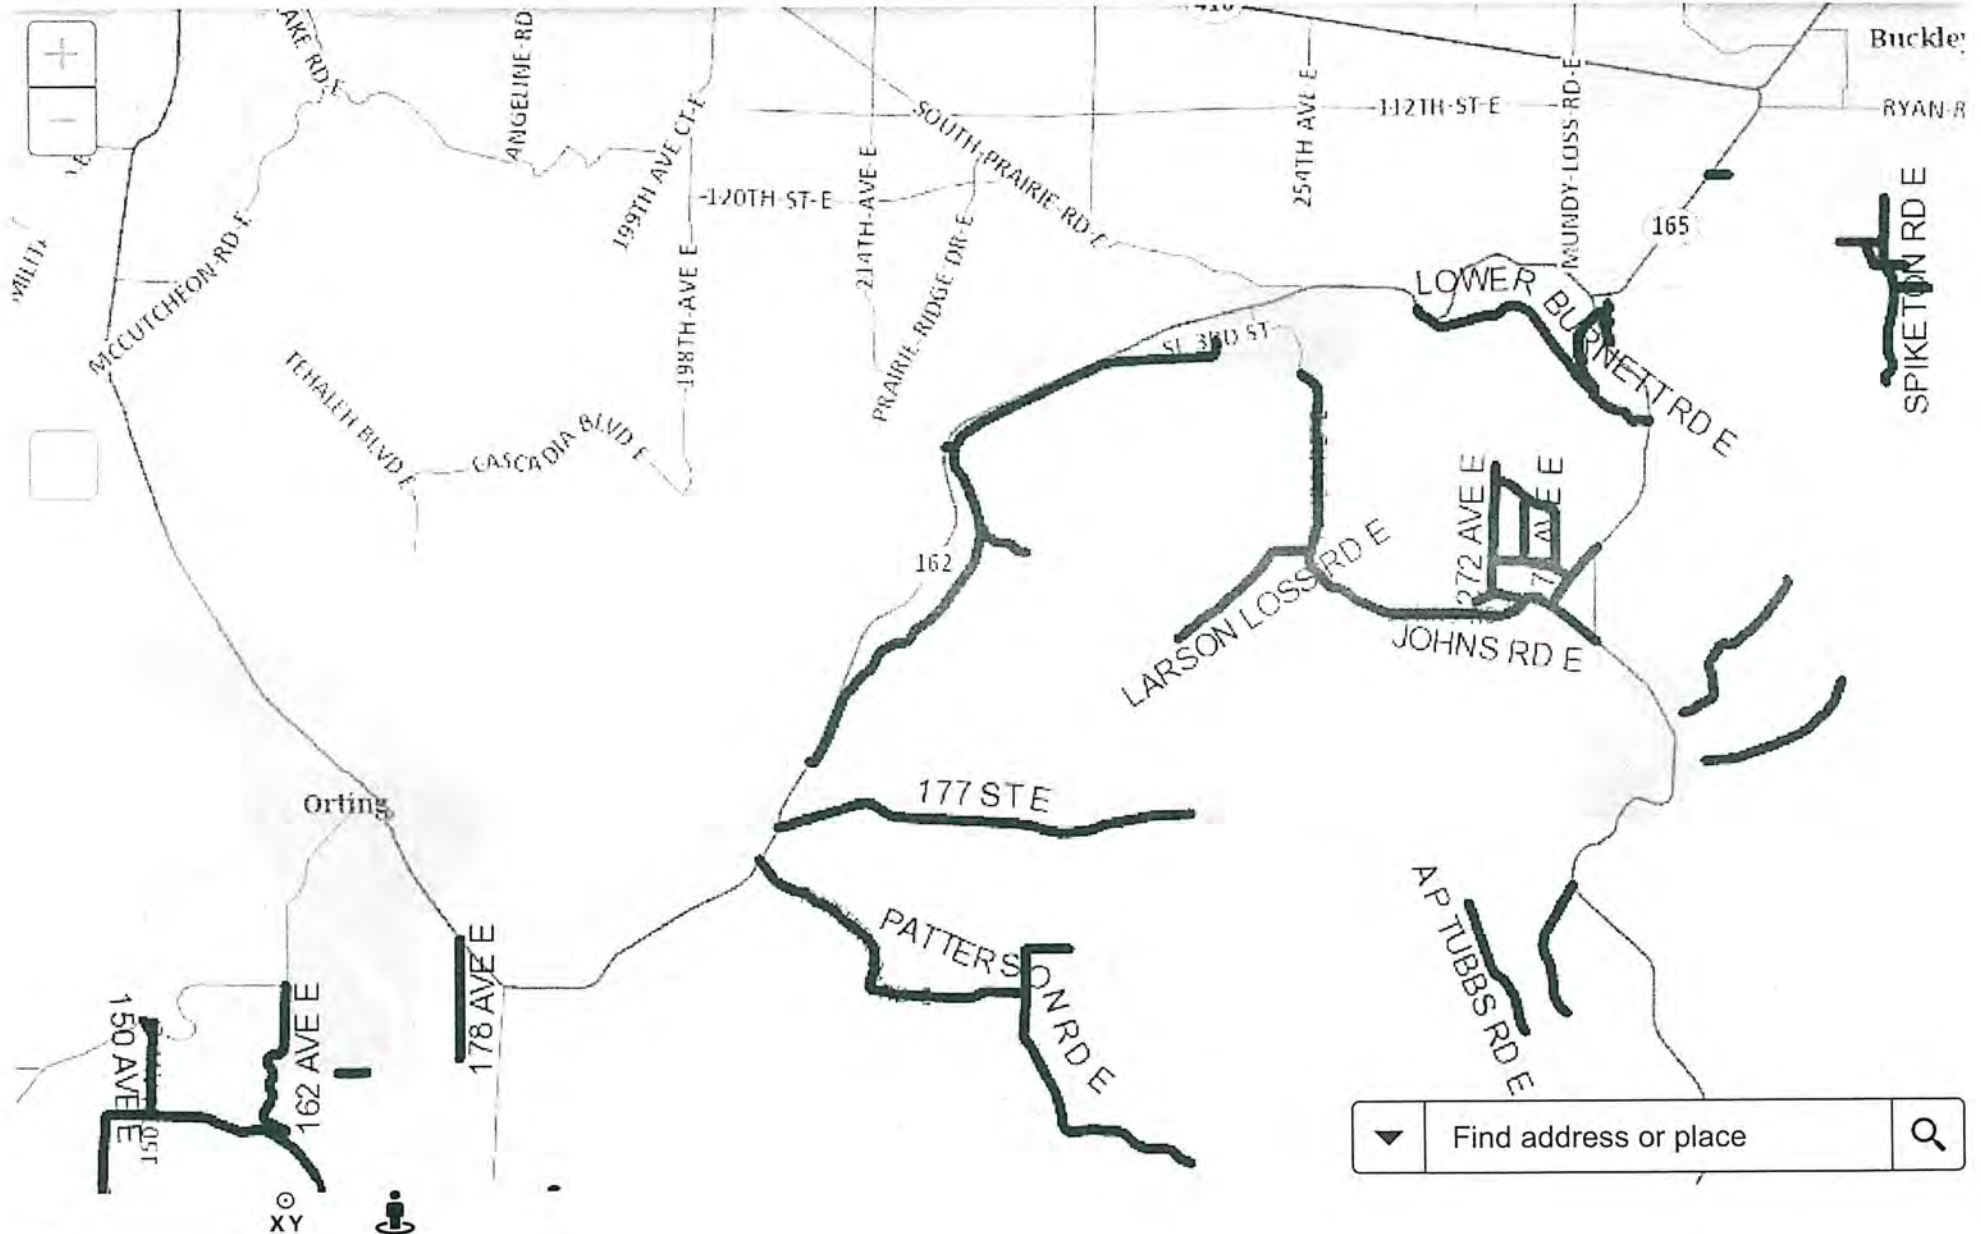 +
−
ANGELINE-RD
112TH-ST-E
Buckle
RYAN-R
SOUTH-PRAIRIE-RD-E
254TH AVE-E
MUNDY-LOSS-RD-E
199TH AVE CT-E
120TH-ST-E
214TH-AVE-E
165
SPIKETON RD E
MCCUTCHEON-RD-E
198TH-AVE E
PRAIRIE-RIDGE DR-E
LOWER BURNETT RD E
TEHALEH BLVD E
CASCADIA BLVD E
272 AVE E
AVE E
162
LARSON LOSS RD E
JOHNS RD E
Orting
177 ST E
PATTERSON RD E
AP TUBBS RD E
178 AVE E
162 AVE E
150 AVE E
Find address or place
XY